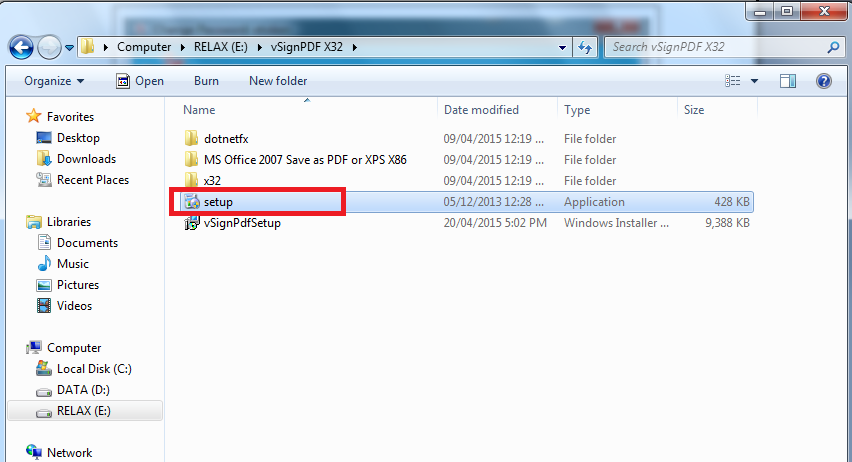 Computer RELAX (E:) vSignPDF X32 Search vSignPDF X32
Organize Open Burn New folder
Name Date modified Type Size
Favorites
Desktop
Downloads
Recent Places
Libraries
Documents
Music
Pictures
Videos
Computer
Local Disk (C:)
DATA (D:)
RELAX (E:)
Network
dotnetfx 09/04/2015 12:19 ... File folder
MS Office 2007 Save as PDF or XPS X86 09/04/2015 12:19 ... File folder
x32 09/04/2015 12:19 ... File folder
setup 05/12/2013 12:28 ... Application 428 KB
vSignPdfSetup 20/04/2015 5:02 PM Windows Installer ... 9,388 KB